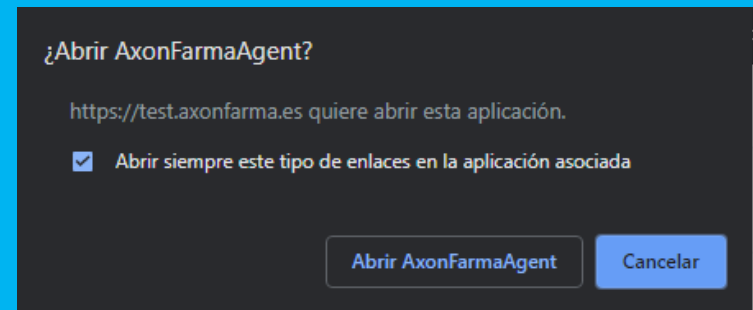 ¿Abrir AxonFarmaAgent?
https://test.axonfarma.es quiere abrir esta aplicación.
Abrir siempre este tipo de enlaces en la aplicación asociada
Abrir AxonFarmaAgent
Cancelar